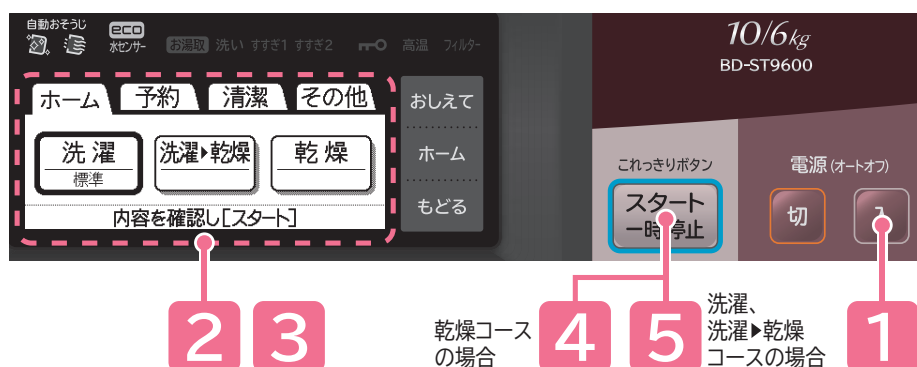 自動おそうじ
eco
水センサー
お湯取 洗い すすぎ1 すすぎ2 高温 フィルター
ホーム 予約 清潔 その他
洗濯
標準
洗濯▶乾燥
乾燥
内容を確認し[スタート]
おしえて
ホーム
もどる
10/6kg
BD-ST9600
これっきりボタン
スタート
一時停止
電源(オートオフ)
切 入
2 3
乾燥コース
の場合
4 5
洗濯、
洗濯▶乾燥
コースの場合
1